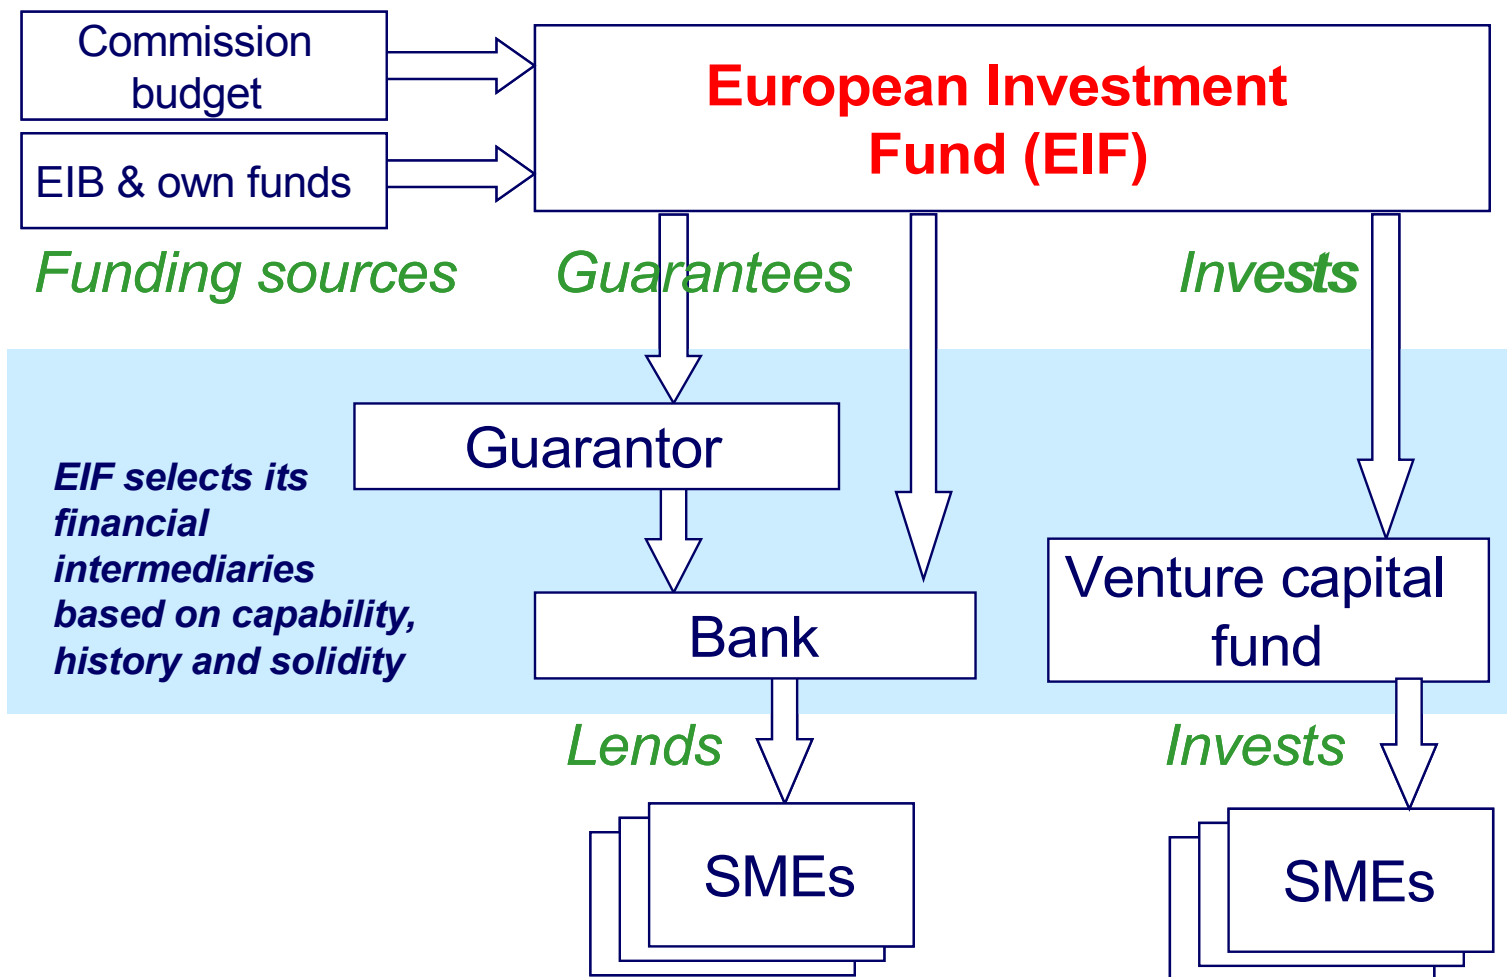 Commission
budget
European Investment
Fund (EIF)
EIB & own funds
Funding sources
Guarantees
Invests
Guarantor
EIF selects its
financial
intermediaries
based on capability,
history and solidity
Bank
Venture capital
fund
Lends
Invests
SMEs
SMEs